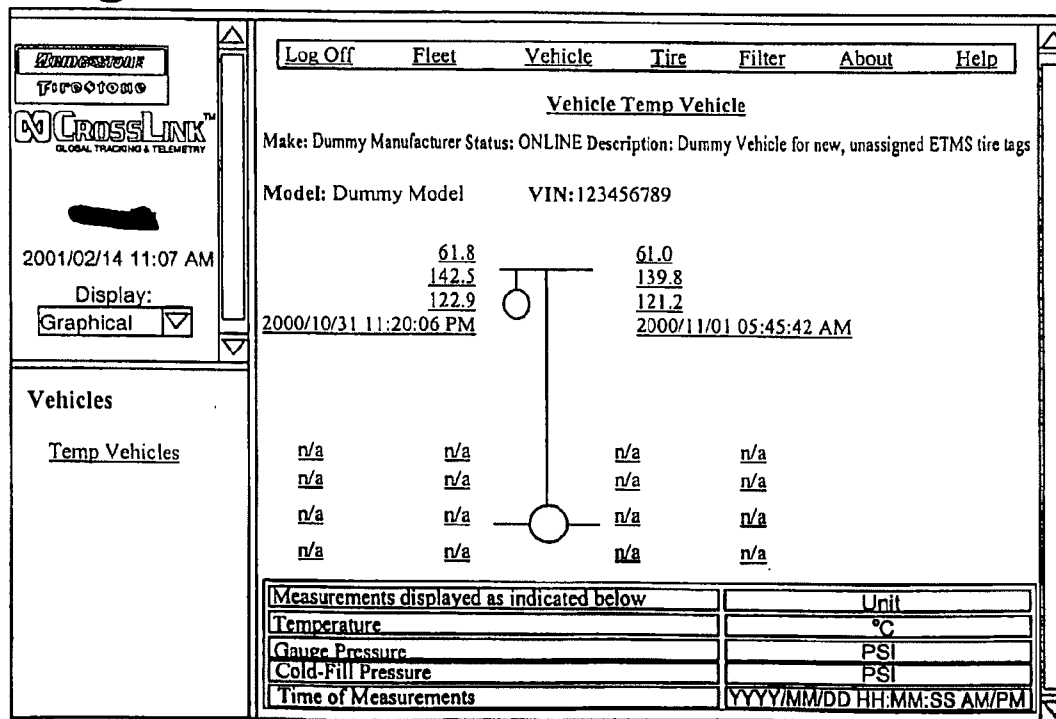 BRIDGESTONE
Firestone
CROSSLINK™
GLOBAL TRACKING & TELEMETRY
2001/02/14 11:07 AM
Display:
Graphical
Vehicles
Temp Vehicles
Log Off Fleet Vehicle Tire Filter About Help
Vehicle Temp Vehicle
Make: Dummy Manufacturer Status: ONLINE Description: Dummy Vehicle for new, unassigned ETMS tire tags
Model: Dummy Model VIN:123456789
61.8 61.0
142.5 139.8
122.9 121.2
2000/10/31 11:20:06 PM 2000/11/01 05:45:42 AM
n/a n/a n/a n/a
n/a n/a n/a n/a
n/a n/a n/a n/a
n/a n/a n/a n/a
Measurements displayed as indicated below Unit
Temperature °C
Gauge Pressure PSI
Cold-Fill Pressure PSI
Time of Measurements YYYY/MM/DD HH:MM:SS AM/PM